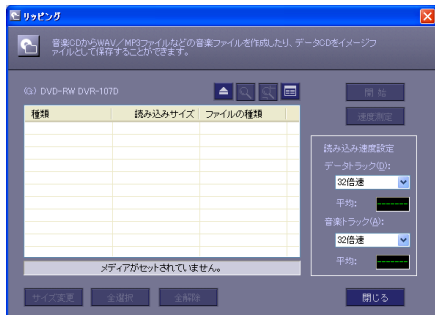 リッピング
音楽CDからWAV／MP3ファイルなどの音楽ファイルを作成したり、データCDをイメージフ
ァイルとして保存することができます。
(G:) DVD-RW DVR-107D
開 始
種類 読み込みサイズ ファイルの種類
速度測定
読み込み速度設定
データトラック(D):
32倍速
平均:
音楽トラック(A):
32倍速
平均:
メディアがセットされていません。
サイズ変更 全選択 全解除 閉じる